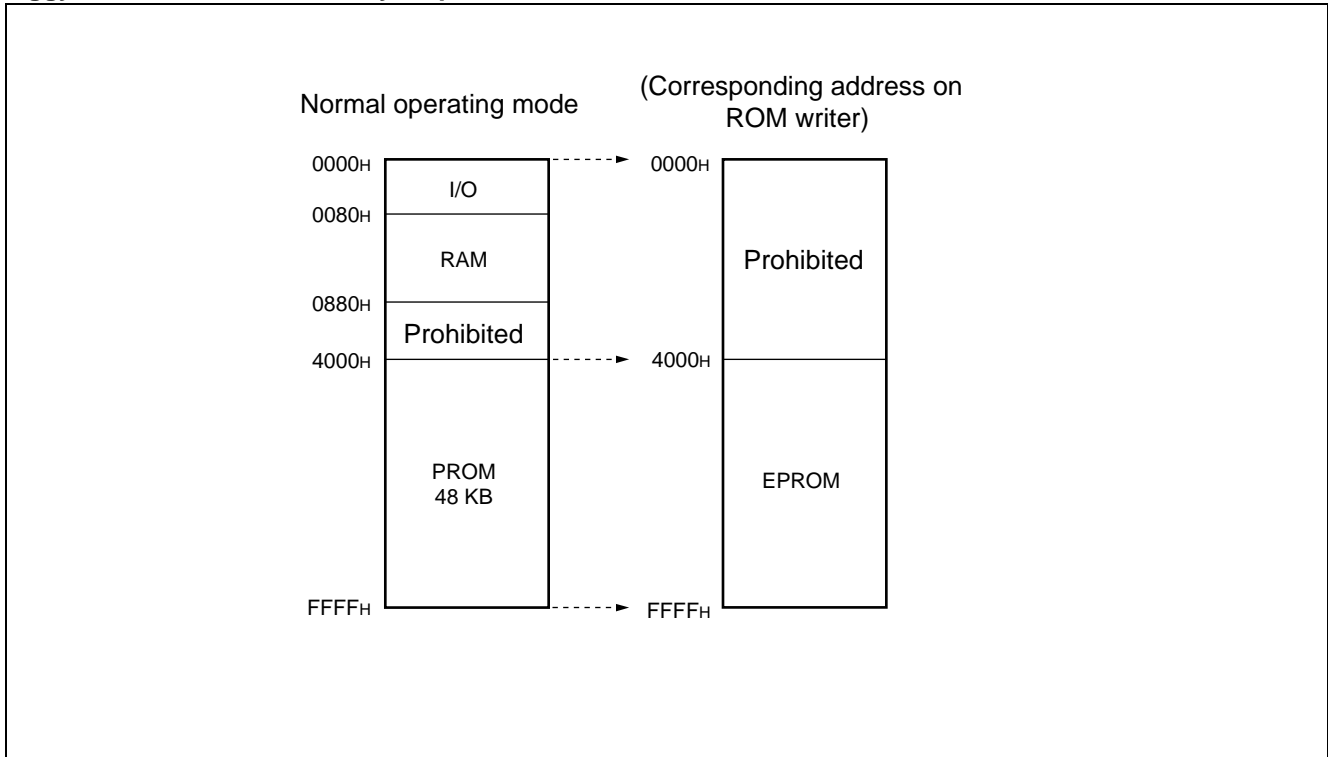 Normal operating mode
0000H
I/O
0080H
RAM
0880H
Prohibited
4000H
PROM
48 KB
FFFFH
(Corresponding address on
ROM writer)
0000H
Prohibited
4000H
EPROM
FFFFH